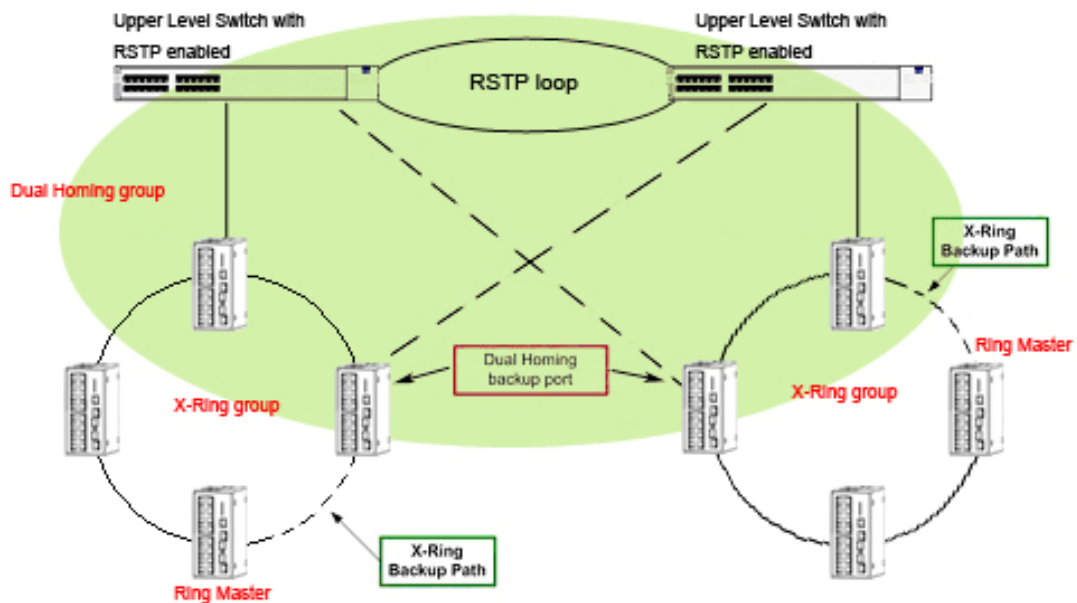 Upper Level Switch with
RSTP enabled
Upper Level Switch with
RSTP enabled
RSTP loop
Dual Homing group
X-Ring
Backup Path
Ring Master
Dual Homing
backup port
X-Ring group
X-Ring group
X-Ring
Backup Path
Ring Master